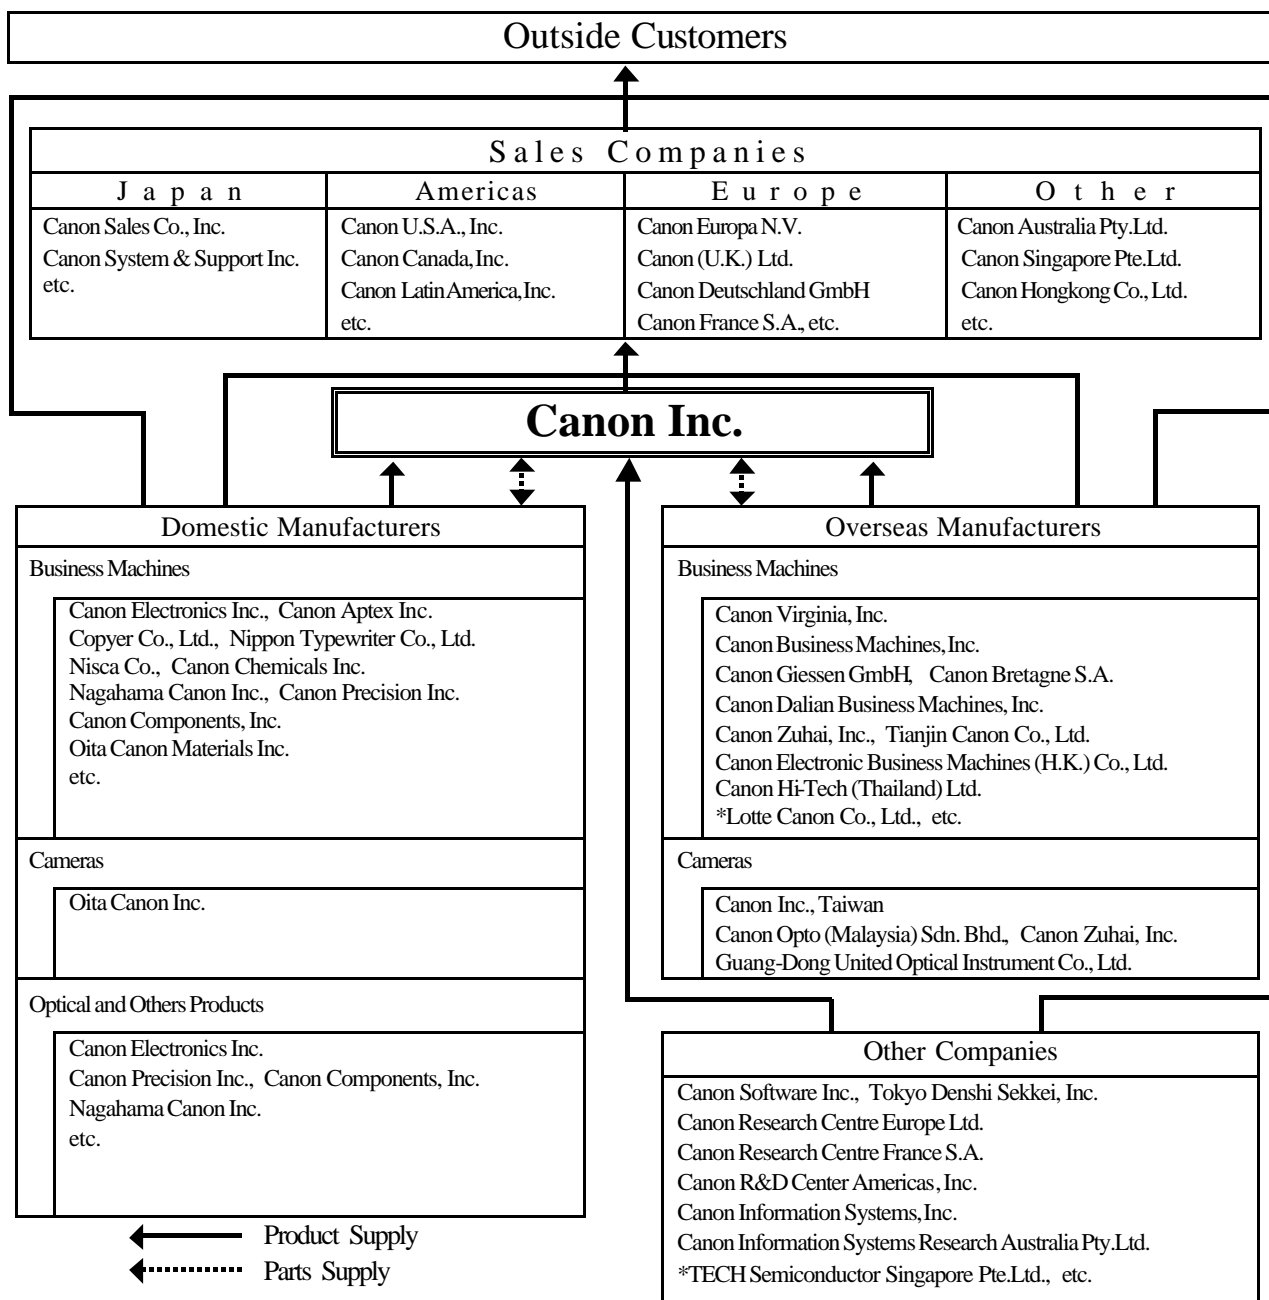 Outside Customers
Sales Companies
Japan
Canon Sales Co., Inc.
Canon System & Support Inc.
etc.
Americas
Canon U.S.A., Inc.
Canon Canada, Inc.
Canon Latin America, Inc.
etc.
Europe
Canon Europa N.V.
Canon (U.K.) Ltd.
Canon Deutschland GmbH
Canon France S.A., etc.
Other
Canon Australia Pty.Ltd.
Canon Singapore Pte.Ltd.
Canon Hongkong Co., Ltd.
etc.
Canon Inc.
Domestic Manufacturers
Business Machines
Canon Electronics Inc., Canon Aptex Inc.
Copyer Co., Ltd., Nippon Typewriter Co., Ltd.
Nisca Co., Canon Chemicals Inc.
Nagahama Canon Inc., Canon Precision Inc.
Canon Components, Inc.
Oita Canon Materials Inc.
etc.
Cameras
Oita Canon Inc.
Optical and Others Products
Canon Electronics Inc.
Canon Precision Inc., Canon Components, Inc.
Nagahama Canon Inc.
etc.
Overseas Manufacturers
Business Machines
Canon Virginia, Inc.
Canon Business Machines, Inc.
Canon Giessen GmbH, Canon Bretagne S.A.
Canon Dalian Business Machines, Inc.
Canon Zuhai, Inc., Tianjin Canon Co., Ltd.
Canon Electronic Business Machines (H.K.) Co., Ltd.
Canon Hi-Tech (Thailand) Ltd.
*Lotte Canon Co., Ltd., etc.
Cameras
Canon Inc., Taiwan
Canon Opto (Malaysia) Sdn. Bhd., Canon Zuhai, Inc.
Guang-Dong United Optical Instrument Co., Ltd.
Other Companies
Canon Software Inc., Tokyo Denshi Sekkei, Inc.
Canon Research Centre Europe Ltd.
Canon Research Centre France S.A.
Canon R&D Center Americas, Inc.
Canon Information Systems, Inc.
Canon Information Systems Research Australia Pty.Ltd.
*TECH Semiconductor Singapore Pte.Ltd., etc.
Product Supply
Parts Supply